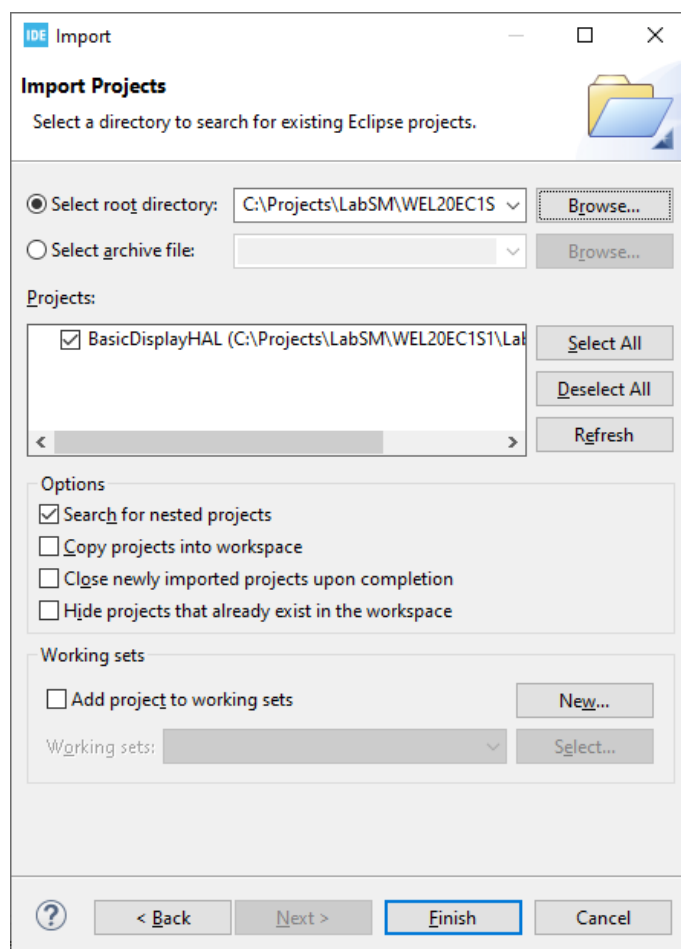 IDE Import
Import Projects
Select a directory to search for existing Eclipse projects.
Select root directory: C:\Projects\LabSM\WEL20EC1S Browse...
Select archive file: Browse...
Projects:
BasicDisplayHAL (C:\Projects\LabSM\WEL20EC1S1\Lab Select All
Deselect All
Refresh
Options
Search for nested projects
Copy projects into workspace
Close newly imported projects upon completion
Hide projects that already exist in the workspace
Working sets
Add project to working sets New...
Working sets: Select...
? < Back Next > Finish Cancel